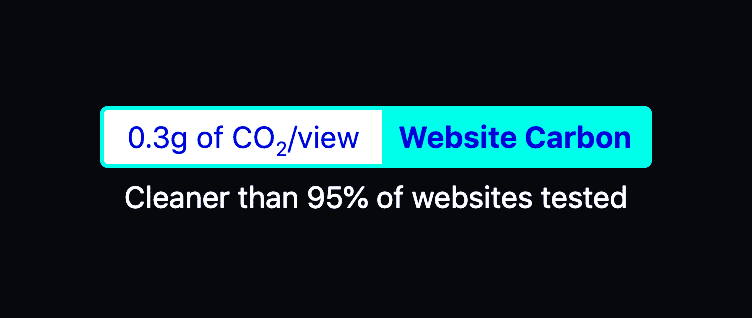 0.3g of CO₂/view Website Carbon
Cleaner than 95% of websites tested